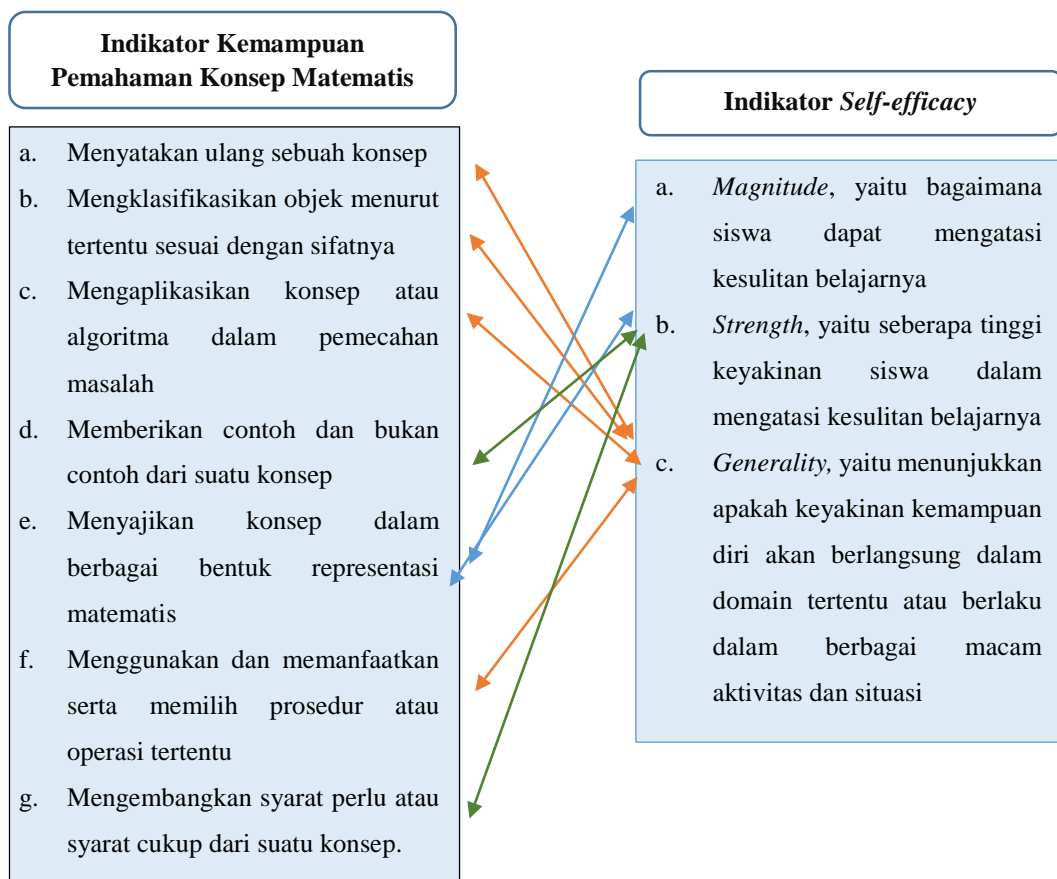 Indikator Kemampuan
Pemahaman Konsep Matematis
a. Menyatakan ulang sebuah konsep
b. Mengklasifikasikan objek menurut
tertentu sesuai dengan sifatnya
c. Mengaplikasikan konsep atau
algoritma dalam pemecahan
masalah
d. Memberikan contoh dan bukan
contoh dari suatu konsep
e. Menyajikan konsep dalam
berbagai bentuk representasi
matematis
f. Menggunakan dan memanfaatkan
serta memilih prosedur atau
operasi tertentu
g. Mengembangkan syarat perlu atau
syarat cukup dari suatu konsep.
Indikator Self-efficacy
a. Magnitude, yaitu bagaimana
siswa dapat mengatasi
kesulitan belajarnya
b. Strength, yaitu seberapa tinggi
keyakinan siswa dalam
mengatasi kesulitan belajarnya
c. Generality, yaitu menunjukkan
apakah keyakinan kemampuan
diri akan berlangsung dalam
domain tertentu atau berlaku
dalam berbagai macam
aktivitas dan situasi